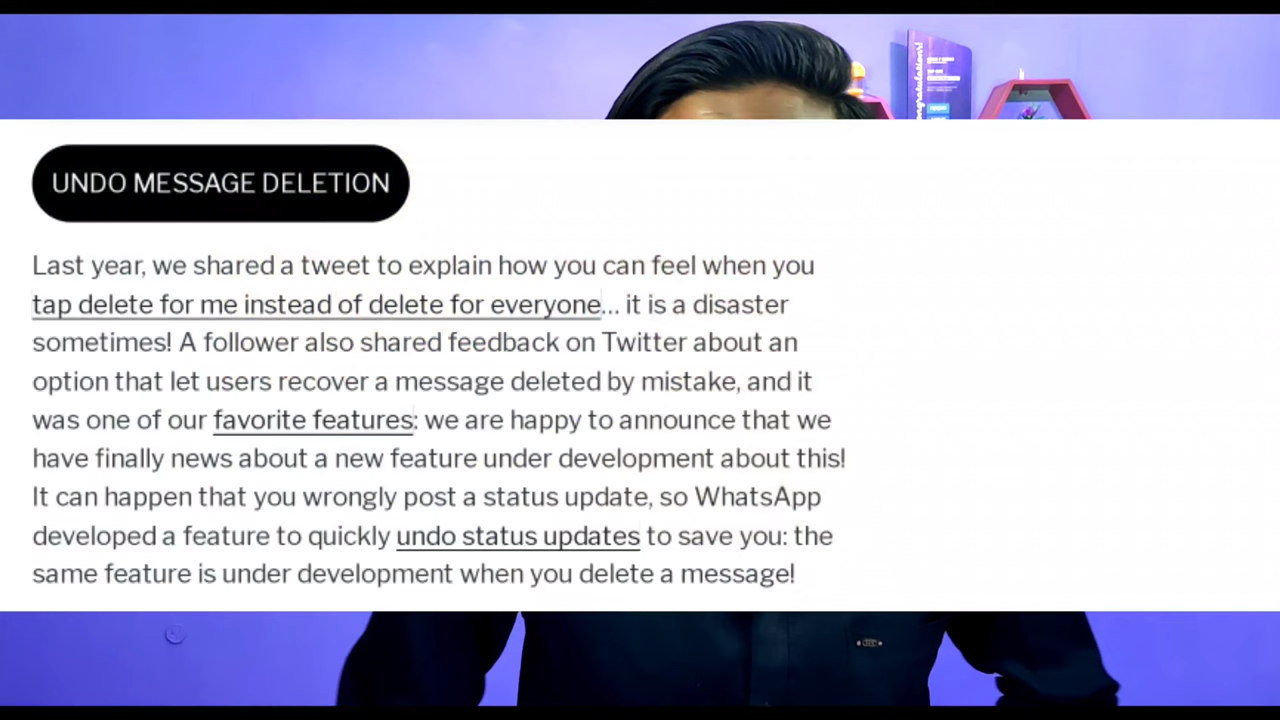 Congratulations!
UNDO MESSAGE DELETION
Last year, we shared a tweet to explain how you can feel when you
tap delete for me instead of delete for everyone... it is a disaster
sometimes! A follower also shared feedback on Twitter about an
option that let users recover a message deleted by mistake, and it
was one of our favorite features: we are happy to announce that we
have finally news about a new feature under development about this!
It can happen that you wrongly post a status update, so WhatsApp
developed a feature to quickly undo status updates to save you: the
same feature is under development when you delete a message!